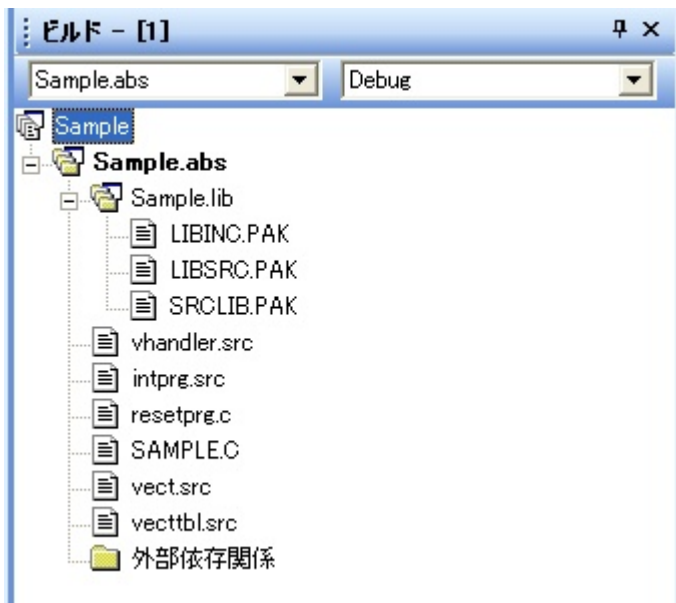 ビルド - [1]
Sample.abs Debug
Sample
Sample.abs
Sample.lib
LIBINC.PAK
LIBSRC.PAK
SRCLIB.PAK
vhandler.src
intprg.src
resetprg.c
SAMPLE.C
vect.src
vecttbl.src
外部依存関係